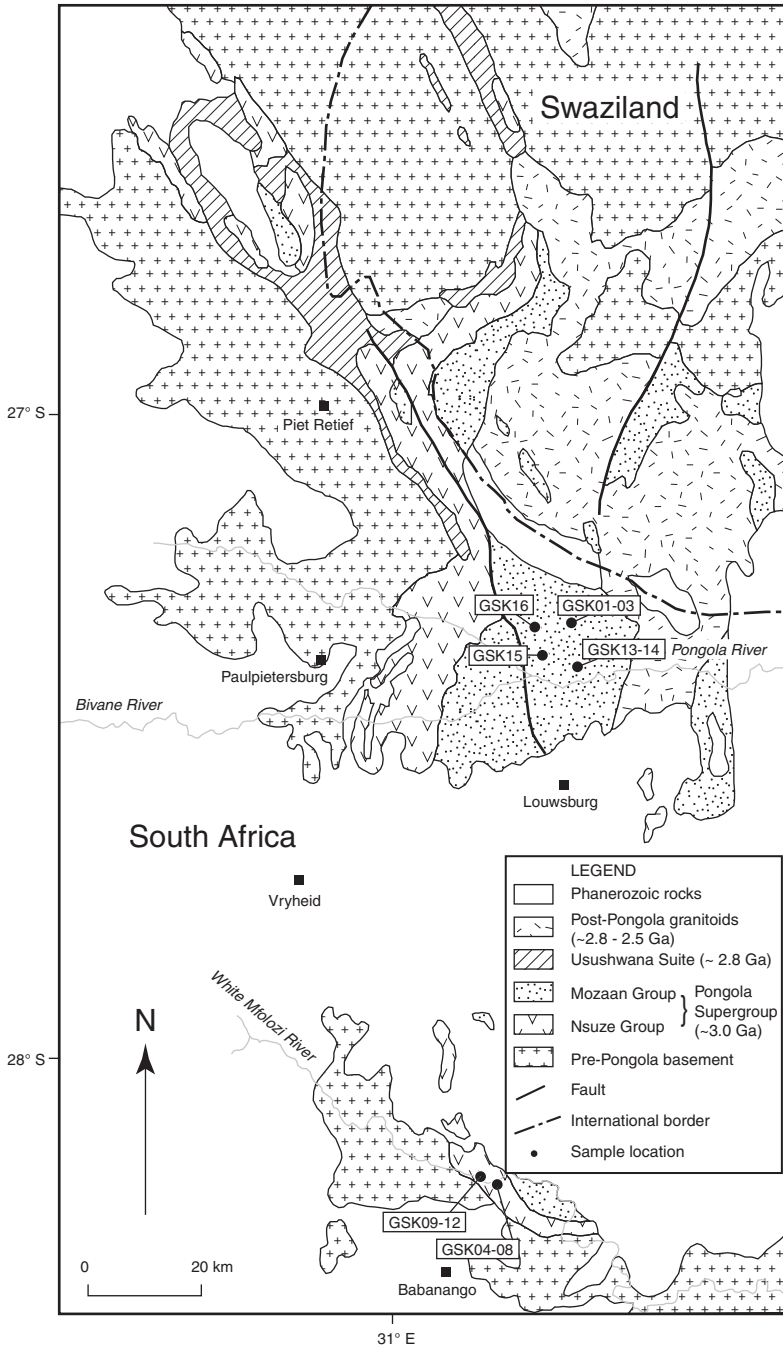 Swaziland
27° S
Piet Retief
GSK16
GSK01-03
GSK15
GSK13-14
Pongola River
Paulpietersburg
Bivane River
Louwsburg
South Africa
Vryheid
LEGEND
Phanerozoic rocks
Post-Pongola granitoids
(~2.8 - 2.5 Ga)
Usushwana Suite (~ 2.8 Ga)
Mozaan Group
Nsuze Group
} Pongola
Supergroup
(~3.0 Ga)
Pre-Pongola basement
Fault
International border
Sample location
White Mfolozi River
N
28° S
GSK09-12
GSK04-08
0 20 km
Babanango
31° E